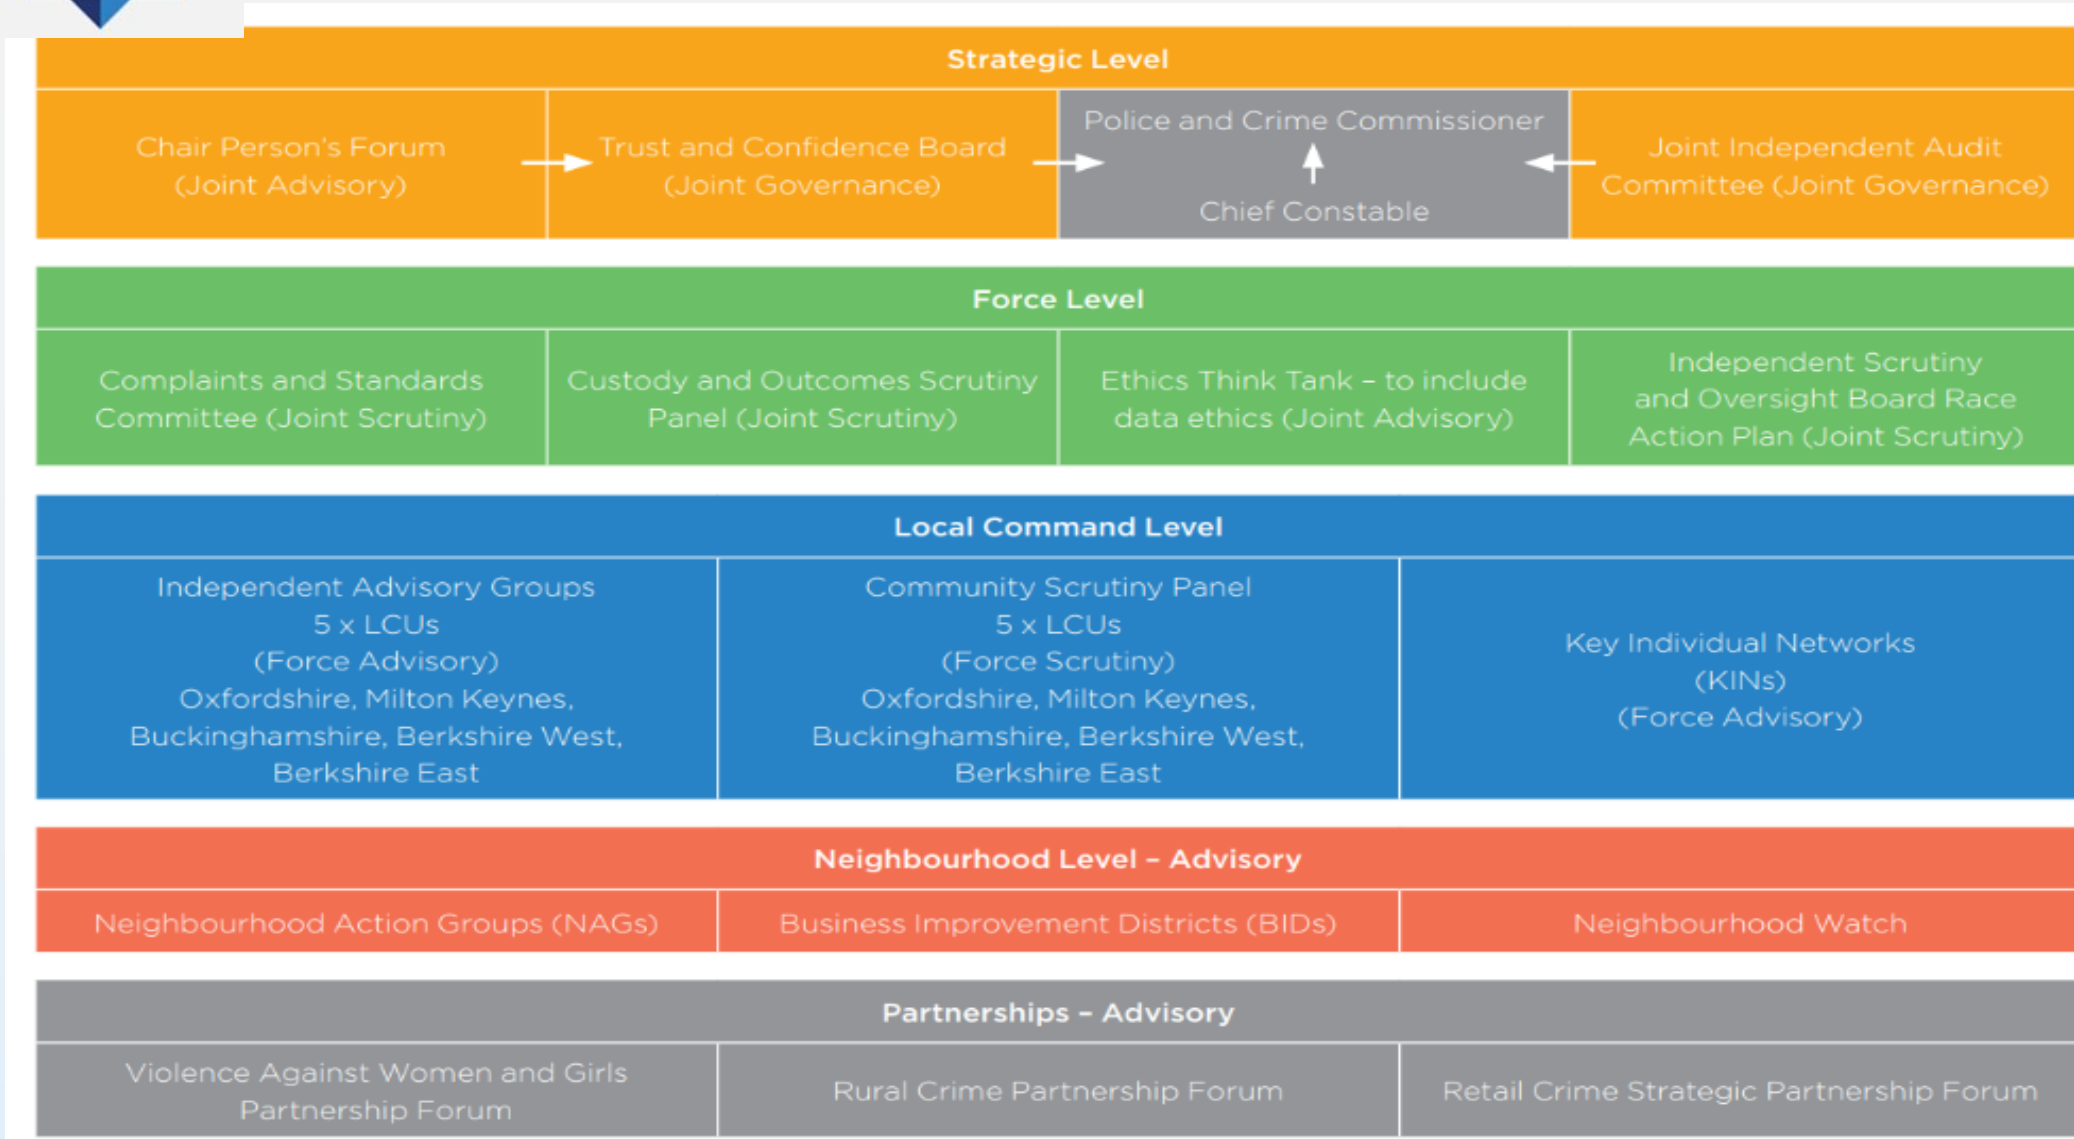 Strategic Level
Chair Person's Forum
(Joint Advisory)
Trust and Confidence Board
(Joint Governance)
Police and Crime Commissioner
Chief Constable
Joint Independent Audit
Committee (Joint Governance)
Force Level
Complaints and Standards
Committee (Joint Scrutiny)
Custody and Outcomes Scrutiny
Panel (Joint Scrutiny)
Ethics Think Tank – to include
data ethics (Joint Advisory)
Independent Scrutiny
and Oversight Board Race
Action Plan (Joint Scrutiny)
Local Command Level
Independent Advisory Groups
5 x LCUs
(Force Advisory)
Oxfordshire, Milton Keynes,
Buckinghamshire, Berkshire West,
Berkshire East
Community Scrutiny Panel
5 x LCUs
(Force Scrutiny)
Oxfordshire, Milton Keynes,
Buckinghamshire, Berkshire West,
Berkshire East
Key Individual Networks
(KINs)
(Force Advisory)
Neighbourhood Level – Advisory
Neighbourhood Action Groups (NAGs)
Business Improvement Districts (BIDs)
Neighbourhood Watch
Partnerships – Advisory
Violence Against Women and Girls
Partnership Forum
Rural Crime Partnership Forum
Retail Crime Strategic Partnership Forum